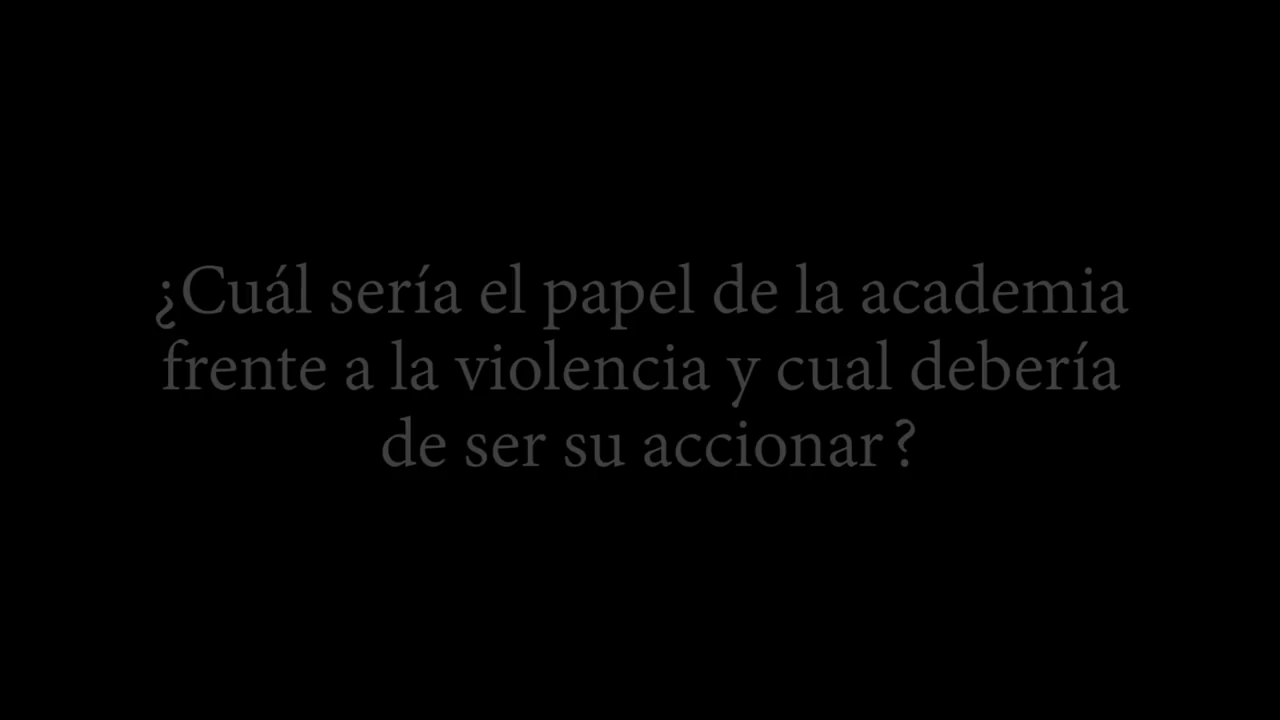 ¿Cuál sería el papel de la academia
frente a la violencia y cual debería
de ser su accionar ?